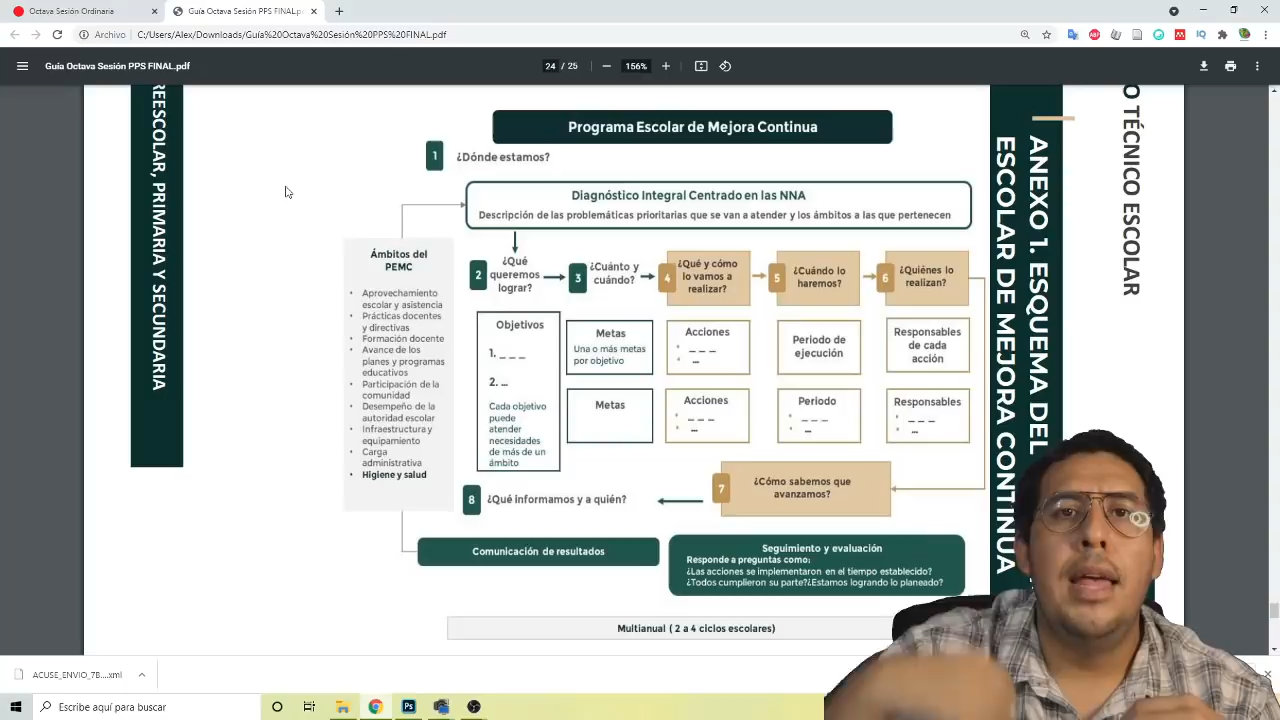 Octava Sesión Ordinaria
Guía Octava Sesión PPS FINAL.pdf
Archivo
C:/Users/Alex/Downloads/Guía%20Octava%20Sesión%20PPS%20FINAL.pdf
Guía Octava Sesión PPS FINAL.pdf
24 / 25
156%
REESCOLAR, PRIMARIA Y SECUNDARIA
Programa Escolar de Mejora Continua
1
¿Dónde estamos?
Diagnóstico Integral Centrado en las NNA
Descripción de las problemáticas prioritarias que se van a atender y los ámbitos a las que pertenecen
Ámbitos del
PEMC
• Aprovechamiento
escolar y asistencia
• Prácticas docentes
y directivas
• Formación docente
• Avance de los
planes y programas
educativos
• Participación de la
comunidad
• Desempeño de la
autoridad escolar
• Infraestructura y
equipamiento
• Carga
administrativa
• Higiene y salud
2
¿Qué
queremos
lograr?
3
¿Cuánto y
cuándo?
4
¿Qué y cómo
lo vamos a
realizar?
5
¿Cuándo lo
haremos?
6
¿Quiénes lo
realizan?
Objetivos
1. _ _ _
2. ...
Cada objetivo
puede
atender
necesidades
de más de un
ámbito
Metas
Una o más metas
por objetivo
Acciones
• _ _ _
• ...
Periodo de
ejecución
Responsables
de cada
acción
Metas
Acciones
• _ _ _
• ...
Periodo
• _ _ _
• ...
Responsables
• _ _ _
• ...
7
¿Cómo sabemos que
avanzamos?
8
¿Qué informamos y a quién?
Comunicación de resultados
Seguimiento y evaluación
Responde a preguntas como:
¿Las acciones se implementaron en el tiempo establecido?
¿Todos cumplieron su parte?¿Estamos logrando lo planeado?
Multianual ( 2 a 4 ciclos escolares)
O TÉCNICO ESCOLAR
ANEXO 1. ESQUEMA DEL
ESCOLAR DE MEJORA CONTINUA
ACUSE_ENVIO_7B....xml
Escribe aquí para buscar